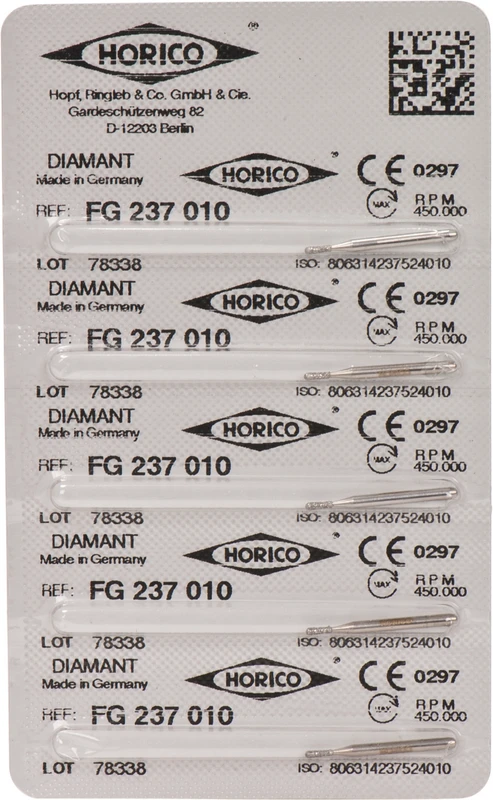 HORICO ®
Hopf, Ringleb & Co. GmbH & Cie.
Gardeschützenweg 82
D-12203 Berlin
DIAMANT HORICO ® CE 0297
Made in Germany
REF: FG 237 010 MAX RPM 450.000
LOT 78338 ISO: 806314237524010
DIAMANT HORICO ® CE 0297
Made in Germany
REF: FG 237 010 MAX RPM 450.000
LOT 78338 ISO: 806314237524010
DIAMANT HORICO ® CE 0297
Made in Germany
REF: FG 237 010 MAX RPM 450.000
LOT 78338 ISO: 806314237524010
DIAMANT HORICO ® CE 0297
Made in Germany
REF: FG 237 010 MAX RPM 450.000
LOT 78338 ISO: 806314237524010
DIAMANT HORICO ® CE 0297
Made in Germany
REF: FG 237 010 MAX RPM 450.000
LOT 78338 ISO: 806314237524010